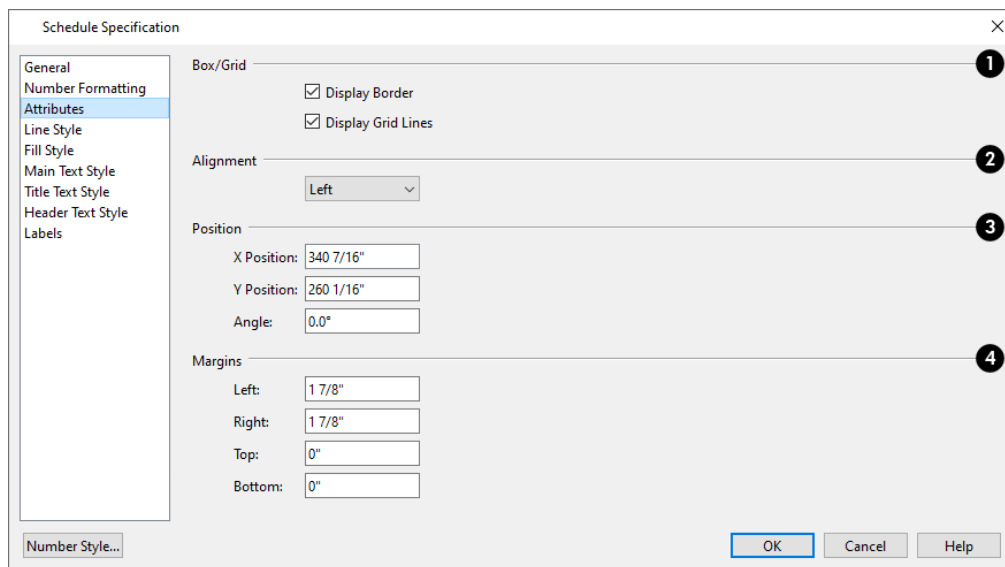 Schedule Specification
General
Number Formatting
Attributes
Line Style
Fill Style
Main Text Style
Title Text Style
Header Text Style
Labels
Box/Grid 1
Display Border
Display Grid Lines
Alignment 2
Left
Position 3
X Position: 340 7/16"
Y Position: 260 1/16"
Angle: 0.0°
Margins 4
Left: 1 7/8"
Right: 1 7/8"
Top: 0"
Bottom: 0"
Number Style... OK Cancel Help